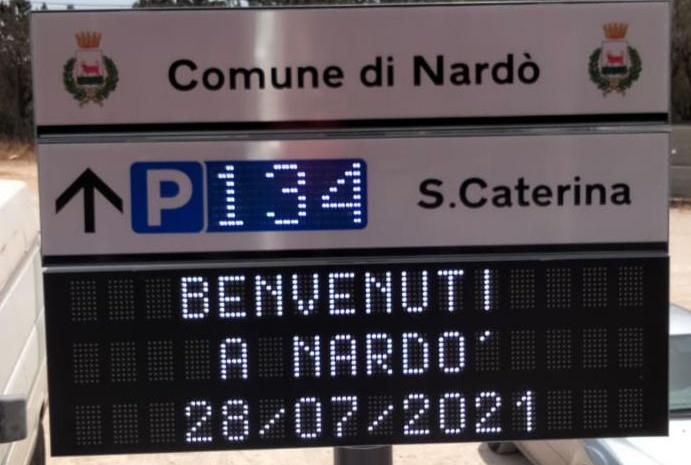 Comune di Nardò
P 134 S.Caterina
BENVENUTI
A NARDO'
28/07/2021